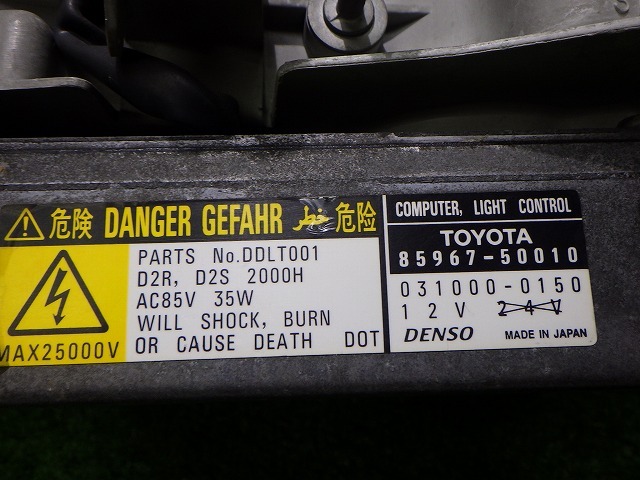 危険 DANGER GEFAHR خطر 危险
PARTS No.DDLT001
D2R, D2S 2000H
AC85V 35W
WILL SHOCK, BURN
OR CAUSE DEATH DOT
MAX25000V
COMPUTER, LIGHT CONTROL
TOYOTA
85967-50010
031000-0150
12V 24V
DENSO MADE IN JAPAN